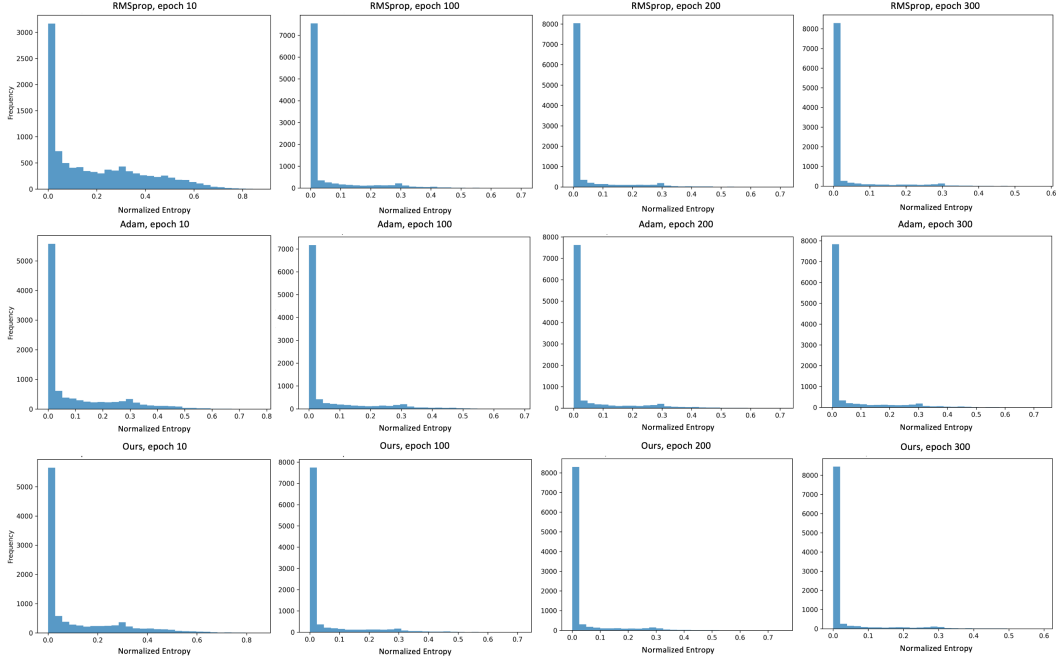 RMSprop, epoch 10
3000
2500
2000
1500
1000
500
0
Frequency
0.0 0.2 0.4 0.6 0.8
Normalized Entropy
RMSprop, epoch 100
7000
6000
5000
4000
3000
2000
1000
0
0.0 0.1 0.2 0.3 0.4 0.5 0.6 0.7
Normalized Entropy
RMSprop, epoch 200
8000
7000
6000
5000
4000
3000
2000
1000
0
0.0 0.1 0.2 0.3 0.4 0.5 0.6 0.7
Normalized Entropy
RMSprop, epoch 300
8000
7000
6000
5000
4000
3000
2000
1000
0
0.0 0.1 0.2 0.3 0.4 0.5 0.6
Normalized Entropy
Adam, epoch 10
5000
4000
3000
2000
1000
0
Frequency
0.0 0.1 0.2 0.3 0.4 0.5 0.6 0.7 0.8
Normalized Entropy
Adam, epoch 100
7000
6000
5000
4000
3000
2000
1000
0
0.0 0.1 0.2 0.3 0.4 0.5 0.6 0.7
Normalized Entropy
Adam, epoch 200
8000
7000
6000
5000
4000
3000
2000
1000
0
0.0 0.1 0.2 0.3 0.4 0.5 0.6 0.7
Normalized Entropy
Adam, epoch 300
8000
7000
6000
5000
4000
3000
2000
1000
0
0.0 0.1 0.2 0.3 0.4 0.5 0.6 0.7
Normalized Entropy
Ours, epoch 10
5000
4000
3000
2000
1000
0
Frequency
0.0 0.2 0.4 0.6 0.8
Normalized Entropy
Ours, epoch 100
8000
7000
6000
5000
4000
3000
2000
1000
0
0.0 0.1 0.2 0.3 0.4 0.5 0.6 0.7
Normalized Entropy
Ours, epoch 200
8000
7000
6000
5000
4000
3000
2000
1000
0
0.0 0.1 0.2 0.3 0.4 0.5 0.6 0.7
Normalized Entropy
Ours, epoch 300
8000
7000
6000
5000
4000
3000
2000
1000
0
0.0 0.1 0.2 0.3 0.4 0.5 0.6
Normalized Entropy